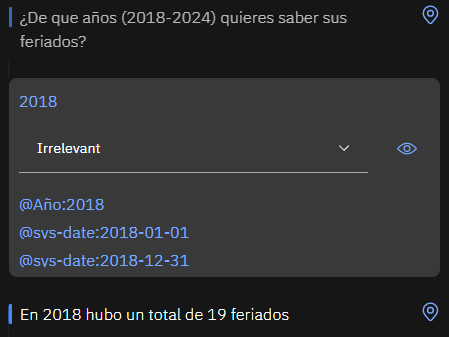 ¿De que años (2018-2024) quieres saber sus
feriados?
2018
Irrelevant
@Año:2018
@sys-date:2018-01-01
@sys-date:2018-12-31
En 2018 hubo un total de 19 feriados